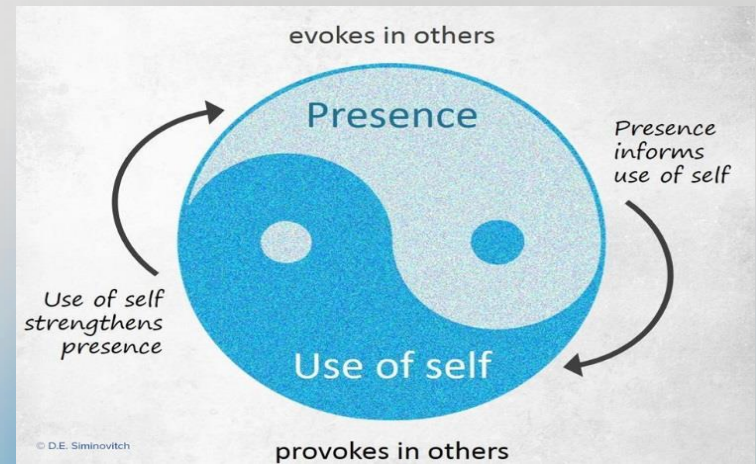 evokes in others
Presence
Presence
informs
use of self
Use of self
strengthens
presence
Use of self
© D.E. Siminovitch
provokes in others